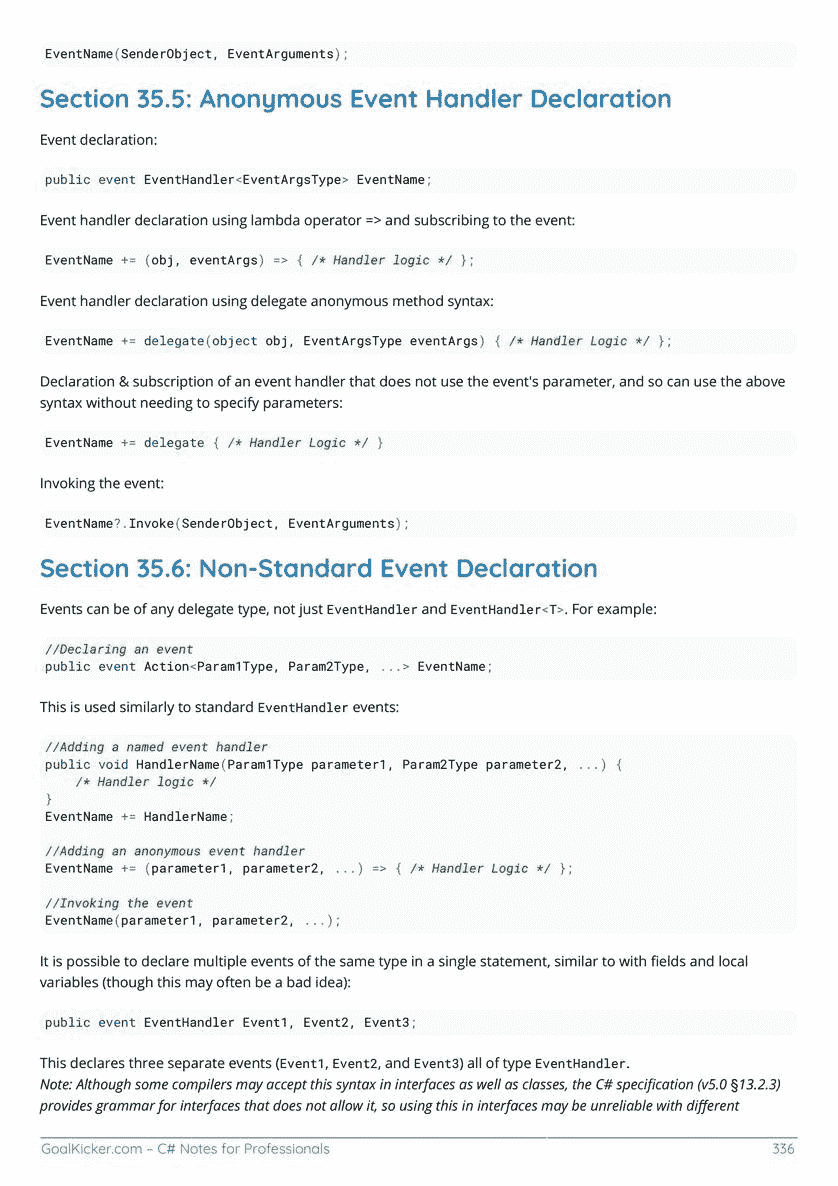 EventName(SenderObject, EventArguments);
Section 35.5: Anonymous Event Handler Declaration
Event declaration:
public event EventHandler<EventArgsType> EventName;
Event handler declaration using lambda operator => and subscribing to the event:
EventName += (obj, eventArgs) => { /* Handler logic */ };
Event handler declaration using delegate anonymous method syntax:
EventName += delegate(object obj, EventArgsType eventArgs) { /* Handler Logic */ };
Declaration & subscription of an event handler that does not use the event's parameter, and so can use the above
syntax without needing to specify parameters:
EventName += delegate { /* Handler Logic */ }
Invoking the event:
EventName?.Invoke(SenderObject, EventArguments);
Section 35.6: Non-Standard Event Declaration
Events can be of any delegate type, not just EventHandler and EventHandler<T>. For example:
//Declaring an event
public event Action<Param1Type, Param2Type, ...> EventName;
This is used similarly to standard EventHandler events:
//Adding a named event handler
public void HandlerName(Param1Type parameter1, Param2Type parameter2, ...) {
    /* Handler logic */
}
EventName += HandlerName;
//Adding an anonymous event handler
EventName += (parameter1, parameter2, ...) => { /* Handler Logic */ };
//Invoking the event
EventName(parameter1, parameter2, ...);
It is possible to declare multiple events of the same type in a single statement, similar to with fields and local
variables (though this may often be a bad idea):
public event EventHandler Event1, Event2, Event3;
This declares three separate events (Event1, Event2, and Event3) all of type EventHandler.
Note: Although some compilers may accept this syntax in interfaces as well as classes, the C# specification (v5.0 §13.2.3)
provides grammar for interfaces that does not allow it, so using this in interfaces may be unreliable with different
GoalKicker.com – C# Notes for Professionals 336